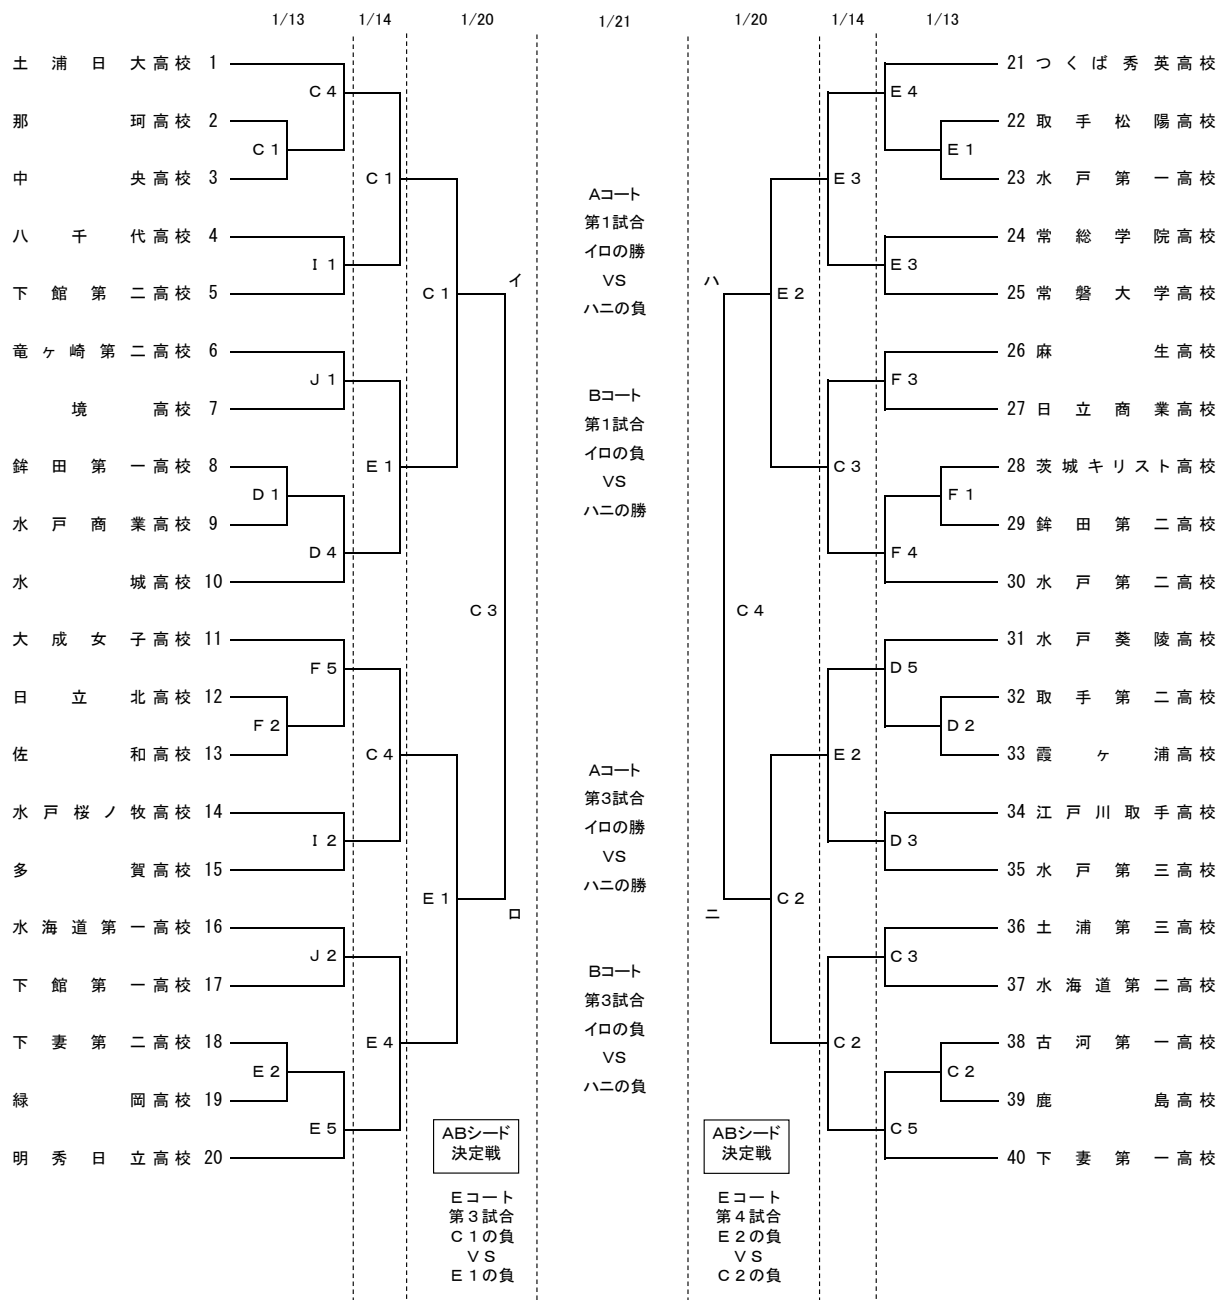 1/13 1/14 1/20 1/21 1/20 1/14 1/13
土浦日大高校 1
C4
那珂高校 2
C1
中央高校 3
C1
八千代高校 4
I1
下館第二高校 5
C1
イ
竜ヶ崎第二高校 6
J1
境高校 7
E1
鉾田第一高校 8
D1
水戸商業高校 9
D4
水城高校 10
C3
大成女子高校 11
F5
日立北高校 12
F2
佐和高校 13
C4
水戸桜ノ牧高校 14
I2
多賀高校 15
E1
ロ
水海道第一高校 16
J2
下館第一高校 17
E4
下妻第二高校 18
E2
緑岡高校 19
E5
明秀日立高校 20
ABシード
決定戦
Eコート
第3試合
C1の負
VS
E1の負
Aコート
第1試合
イロの勝
VS
ハニの負
Bコート
第1試合
イロの負
VS
ハニの勝
Aコート
第3試合
イロの勝
VS
ハニの勝
Bコート
第3試合
イロの負
VS
ハニの負
21 つくば秀英高校
E4
22 取手松陽高校
E1
23 水戸第一高校
E3
24 常総学院高校
E3
25 常磐大学高校
ハ
E2
26 麻生高校
F3
27 日立商業高校
C3
28 茨城キリスト高校
F1
29 鉾田第二高校
F4
30 水戸第二高校
C4
31 水戸葵陵高校
D5
32 取手第二高校
D2
33 霞ヶ浦高校
E2
34 江戸川取手高校
D3
35 水戸第三高校
ニ
C2
36 土浦第三高校
C3
37 水海道第二高校
C2
38 古河第一高校
C2
39 鹿島高校
C5
40 下妻第一高校
ABシード
決定戦
Eコート
第4試合
E2の負
VS
C2の負